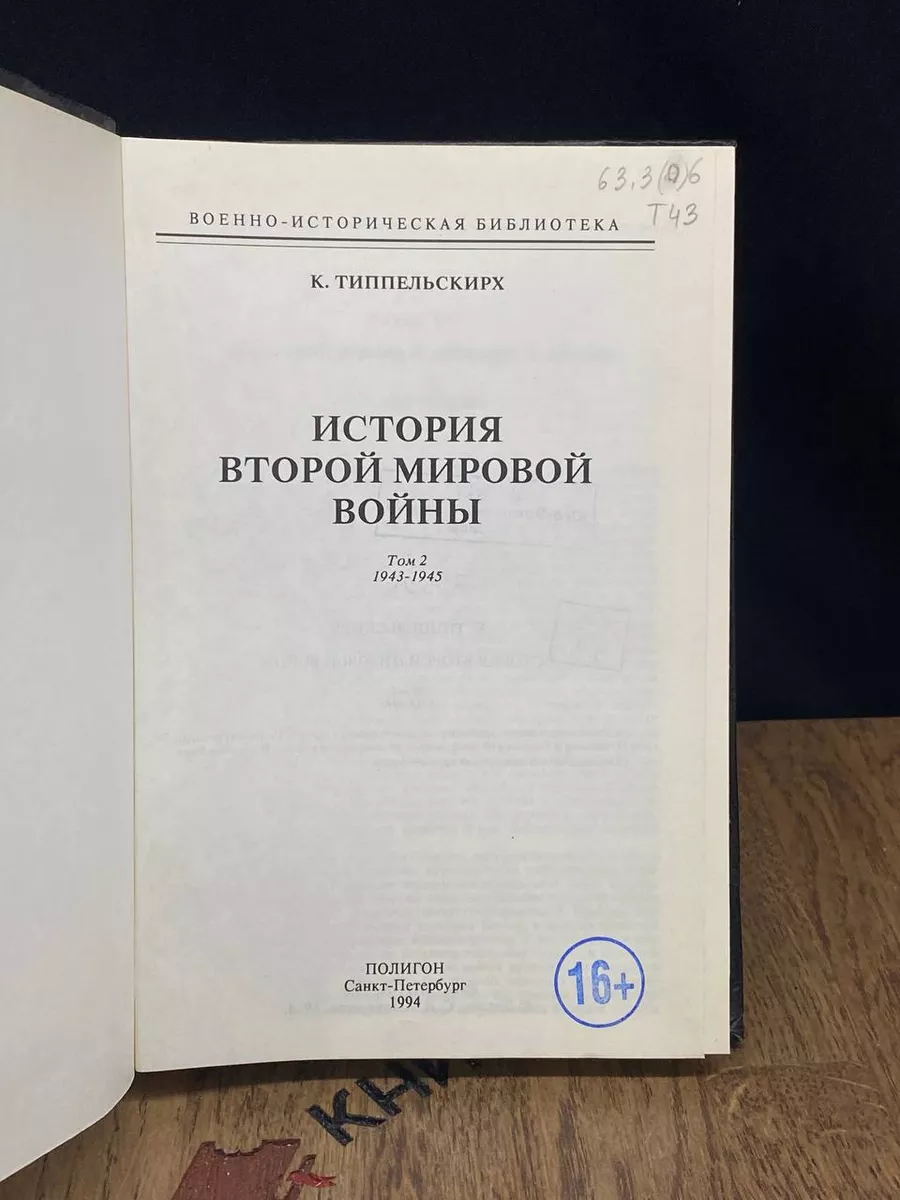 63,3(0)6
Т43
ВОЕННО-ИСТОРИЧЕСКАЯ БИБЛИОТЕКА
К. ТИППЕЛЬСКИРХ
ИСТОРИЯ
ВТОРОЙ МИРОВОЙ
ВОЙНЫ
Том 2
1943-1945
ПОЛИГОН
Санкт-Петербург
1994
16+
КНИ